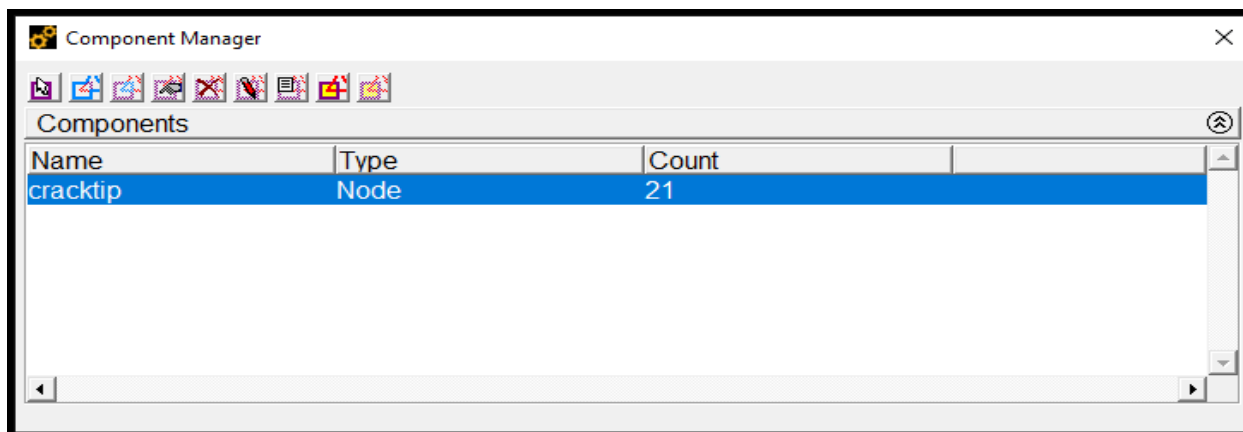 Component Manager
Components
Name Type Count
cracktip Node 21